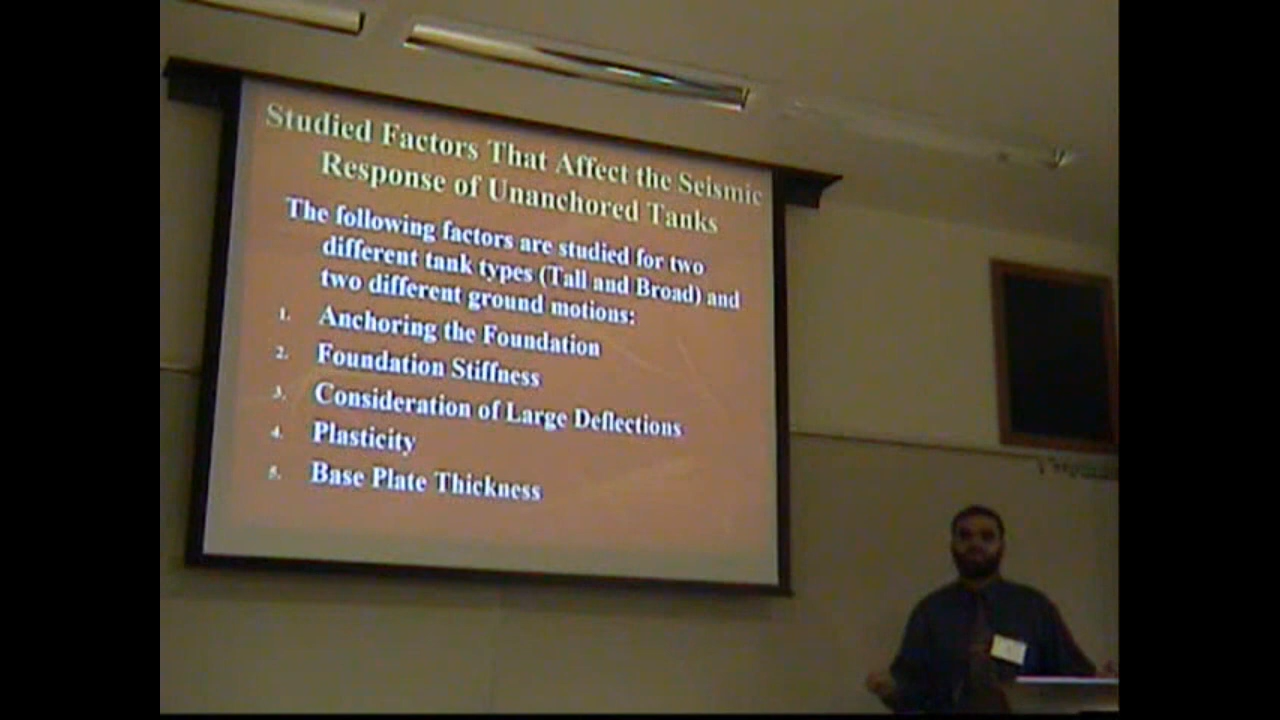 Studied Factors That Affect the Seismic
Response of Unanchored Tanks
The following factors are studied for two
different tank types (Tall and Broad) and
two different ground motions:
1. Anchoring the Foundation
2. Foundation Stiffness
3. Consideration of Large Deflections
4. Plasticity
5. Base Plate Thickness